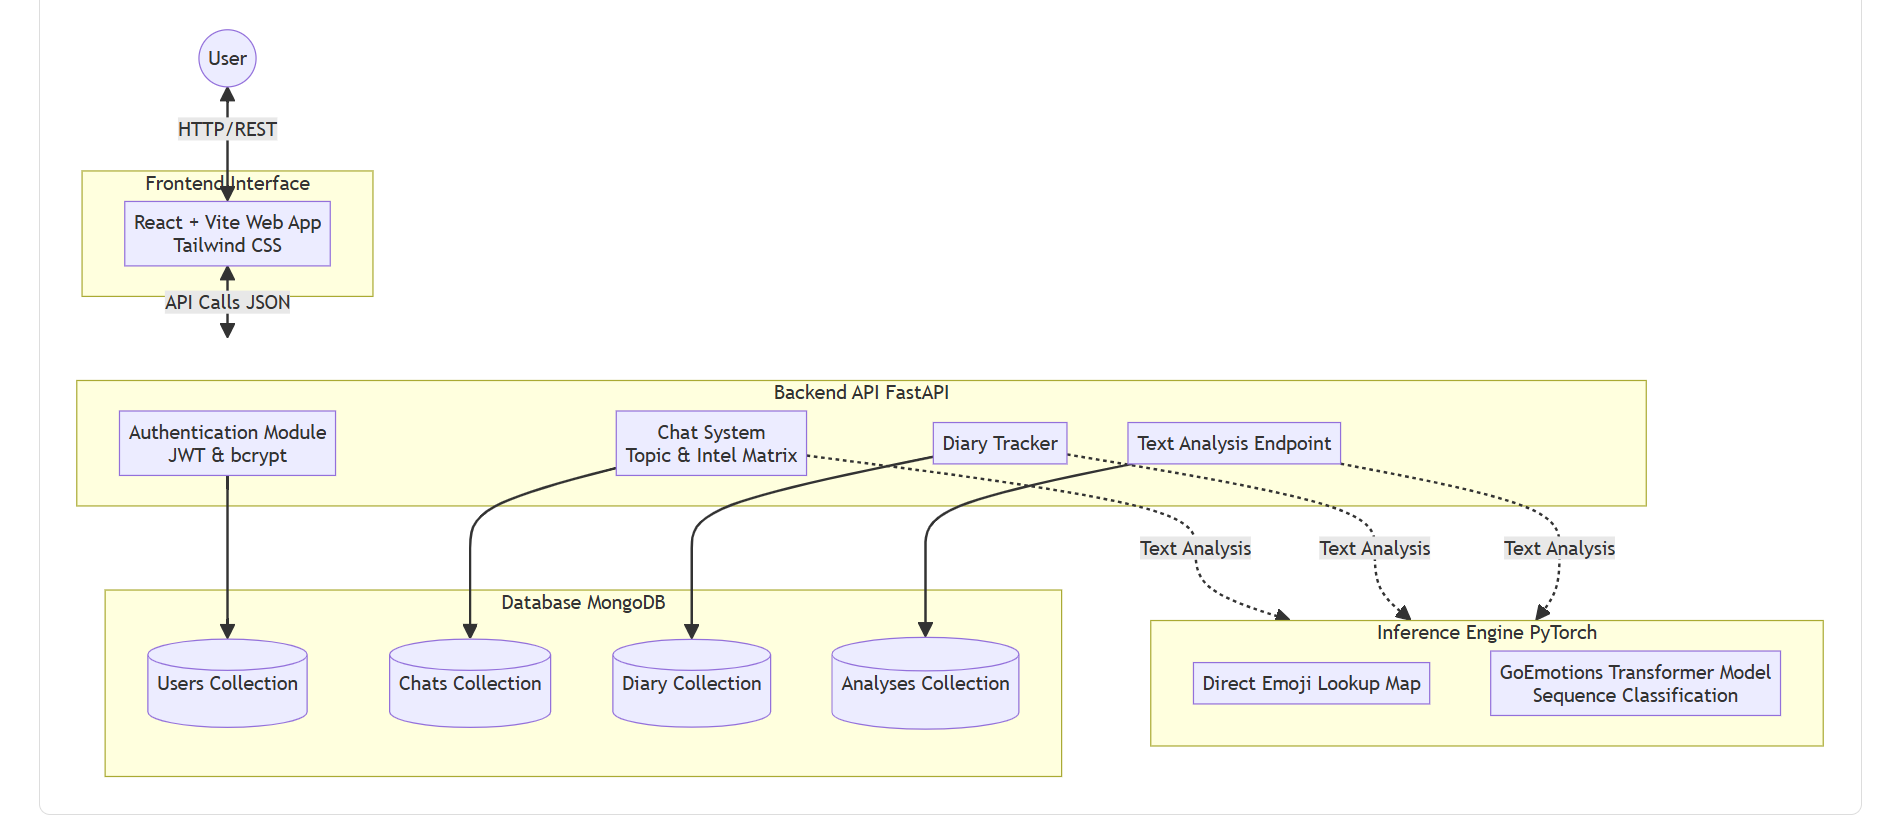 User
HTTP/REST
Frontend Interface
React + Vite Web App
Tailwind CSS
API Calls JSON
Backend API FastAPI
Authentication Module
JWT & bcrypt
Chat System
Topic & Intel Matrix
Diary Tracker
Text Analysis Endpoint
Text Analysis
Text Analysis
Text Analysis
Database MongoDB
Users Collection
Chats Collection
Diary Collection
Analyses Collection
Inference Engine PyTorch
Direct Emoji Lookup Map
GoEmotions Transformer Model
Sequence Classification